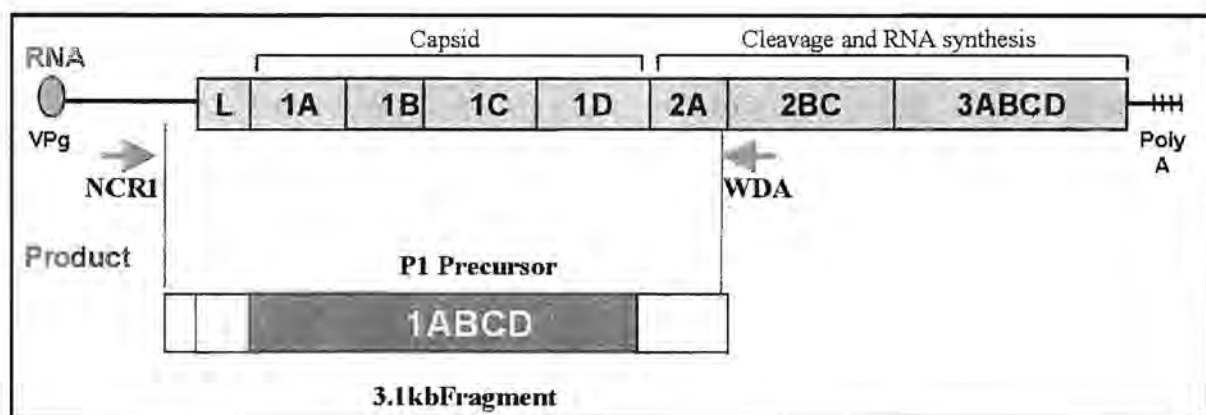 Capsid
Cleavage and RNA synthesis
RNA
L 1A 1B 1C 1D 2A 2BC 3ABCD
VPg
Poly
A
NCR1
WDA
Product
P1 Precursor
1ABCD
3.1kbFragment